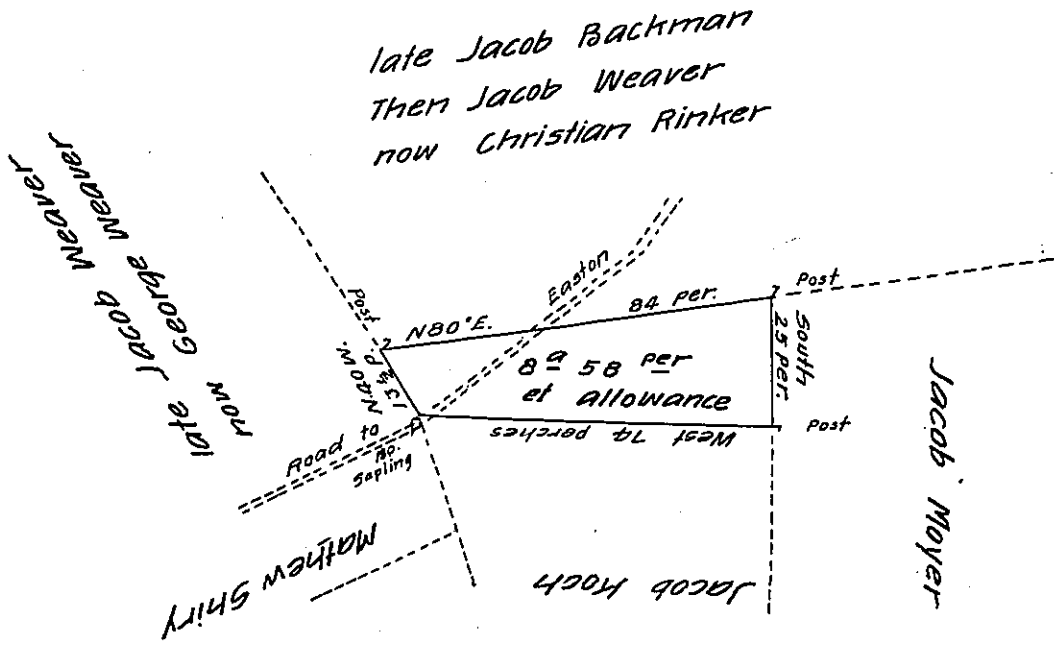 late Jacob Backman
Then Jacob Weaver
now Christian Rinker
late Jacob Weaver
now George Weaver
Post
N80°E.
Easton
84 per.
Post
N40W.
13 ½ p.
8 a 58 per
et allowance
South
25 per.
West 74 perches
Post
Road to
Sapling
Mathew Shiry
Jacob Koch
Jacob Moyer